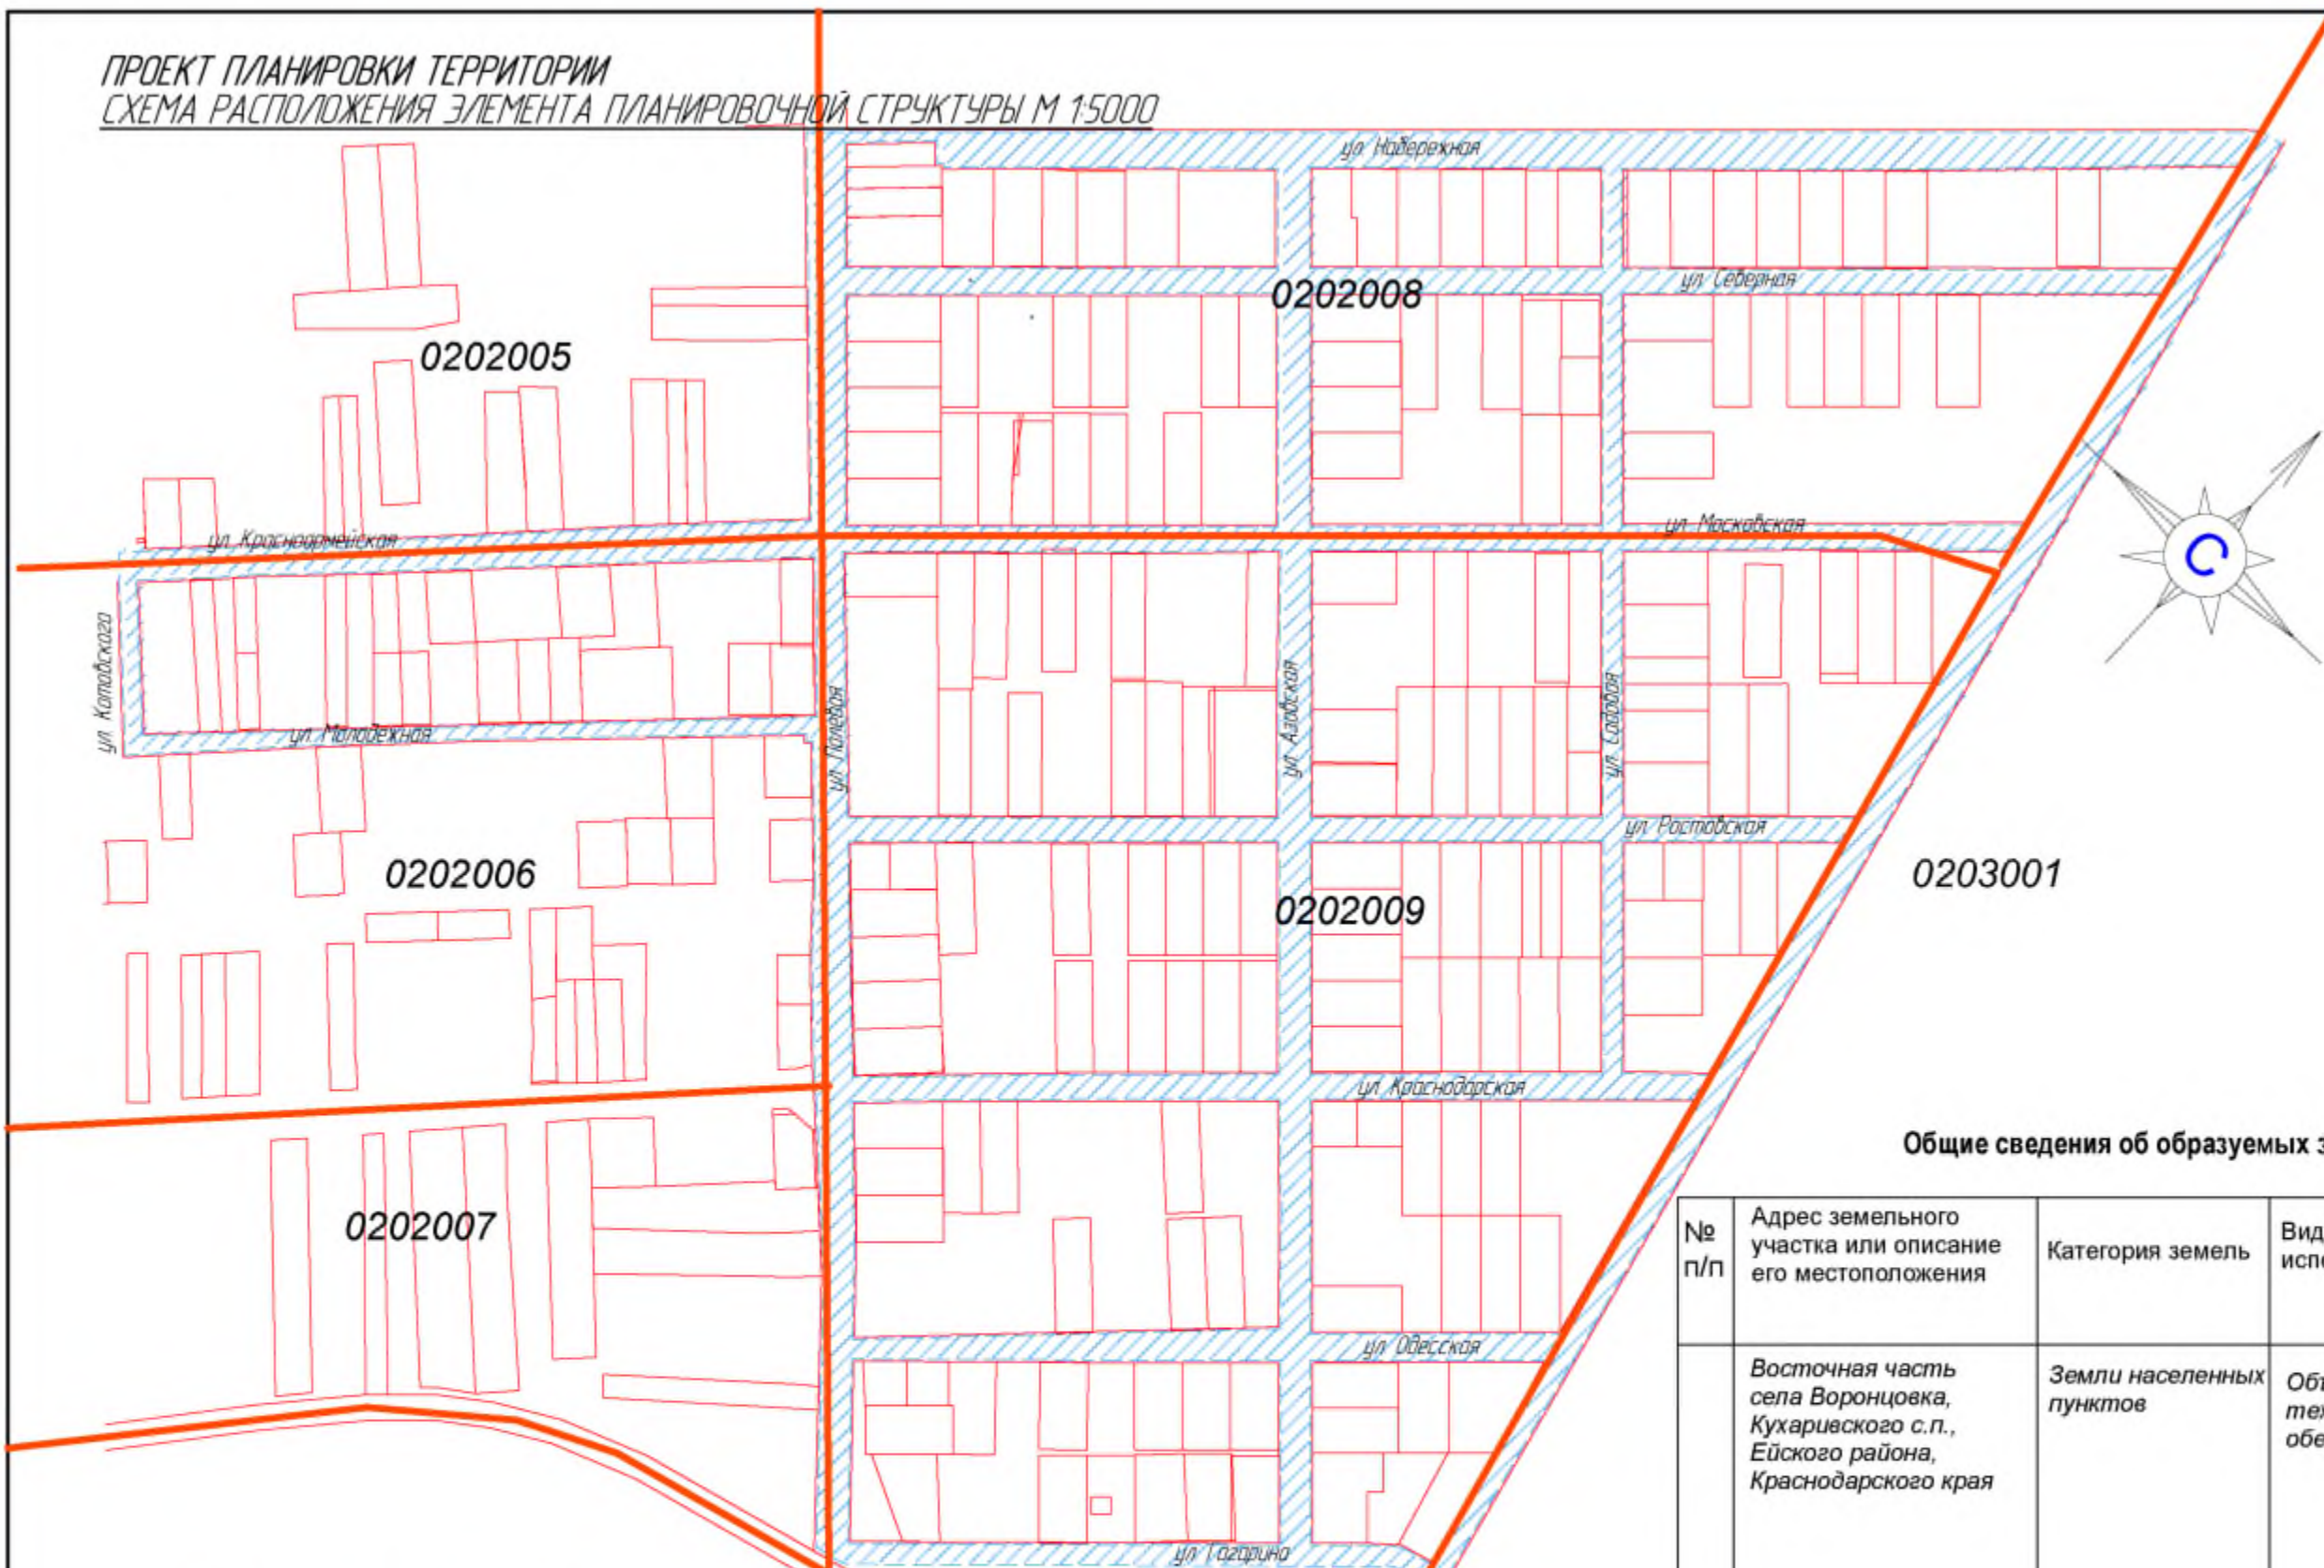 ПРОЕКТ ПЛАНИРОВКИ ТЕРРИТОРИИ
СХЕМА РАСПОЛОЖЕНИЯ ЭЛЕМЕНТА ПЛАНИРОВОЧНОЙ СТРУКТУРЫ М 1:5000
ул. Набережная
ул. Северная
0202008
0202005
ул. Московская
ул. Красноармейская
С
ул. Котовского
ул. Молодежная
ул. Полевая
ул. Азовская
ул. Садовая
ул. Ростовская
0202006
0202009
0203001
ул. Краснодарская
0202007
ул. Одесская
ул. Гагарина
Общие сведения об образуемых з
№
п/п
Адрес земельного
участка или описание
его местоположения
Категория земель
Вид
испо
Восточная часть
села Воронцовка,
Кухаривского с.п.,
Ейского района,
Краснодарского края
Земли населенных
пунктов
Объ
тех
обе